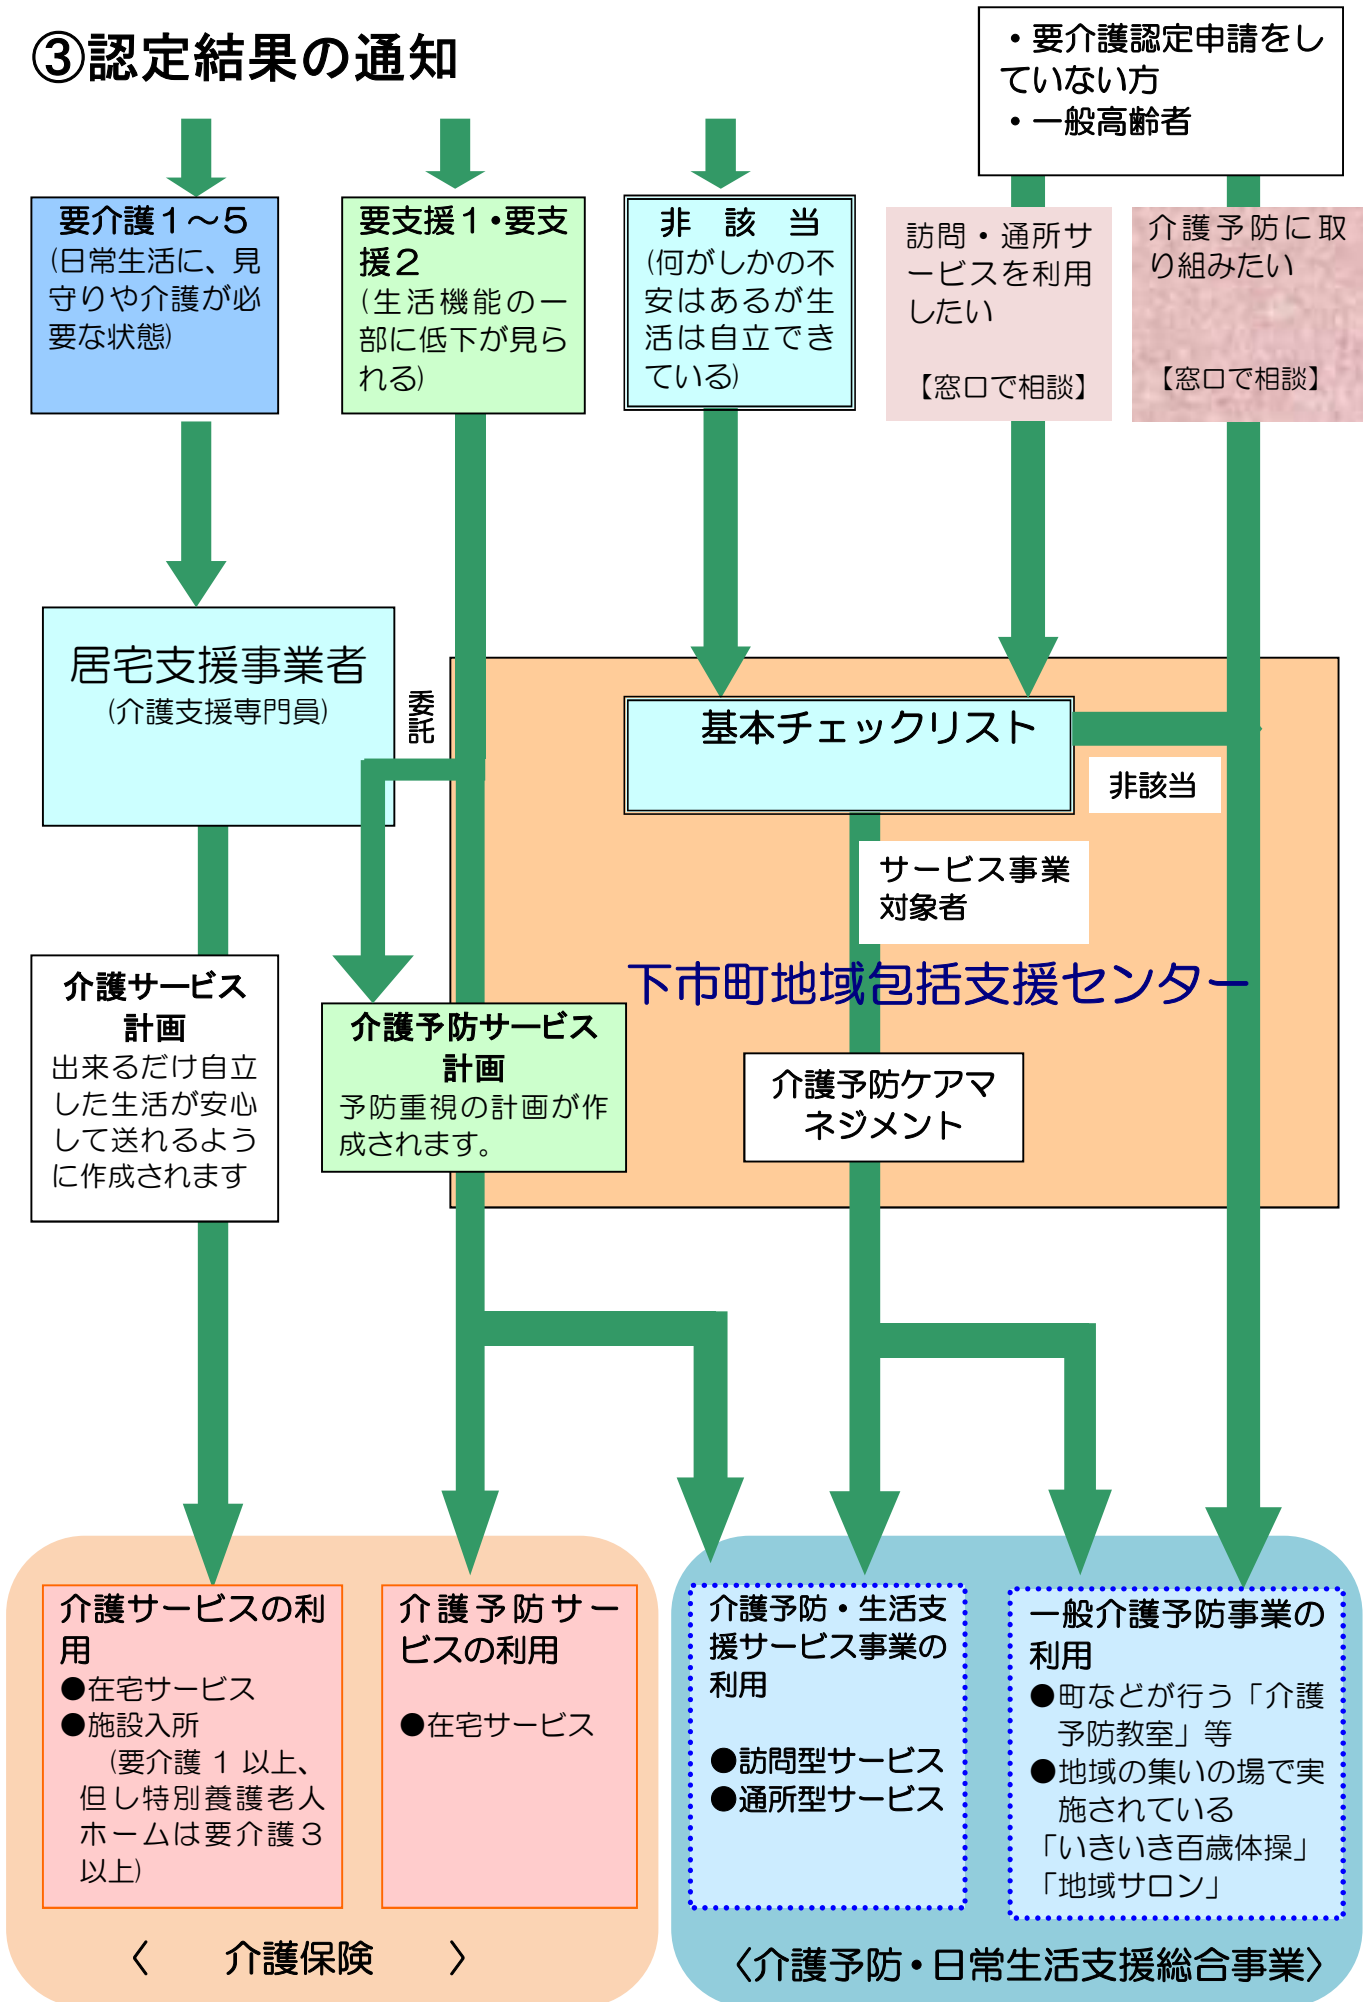 ③認定結果の通知
・要介護認定申請をし
ていない方
・一般高齢者
要介護１～５
(日常生活に、見
守りや介護が必
要な状態)
要支援１・要支
援２
(生活機能の一
部に低下が見ら
れる)
非　該　当
(何がしかの不
安はあるが生
活は自立でき
ている)
訪問・通所サ
ービスを利用
したい
【窓口で相談】
介護予防に取
り組みたい
【窓口で相談】
居宅支援事業者
(介護支援専門員)
委
託
基本チェックリスト
非該当
サービス事業
対象者
下市町地域包括支援センター
介護サービス
計画
出来るだけ自立
した生活が安心
して送れるよう
に作成されます
介護予防サービス
計画
予防重視の計画が作
成されます。
介護予防ケアマ
ネジメント
介護サービスの利
用
●在宅サービス
●施設入所
(要介護 1 以上、
但し特別養護老人
ホームは要介護３
以上)
介護予防サー
ビスの利用
●在宅サービス
介護予防・生活支
援サービス事業の
利用
●訪問型サービス
●通所型サービス
一般介護予防事業の
利用
●町などが行う「介護
予防教室」等
●地域の集いの場で実
施されている
「いきいき百歳体操」
「地域サロン」
〈　　介護保険　　〉
〈介護予防・日常生活支援総合事業〉